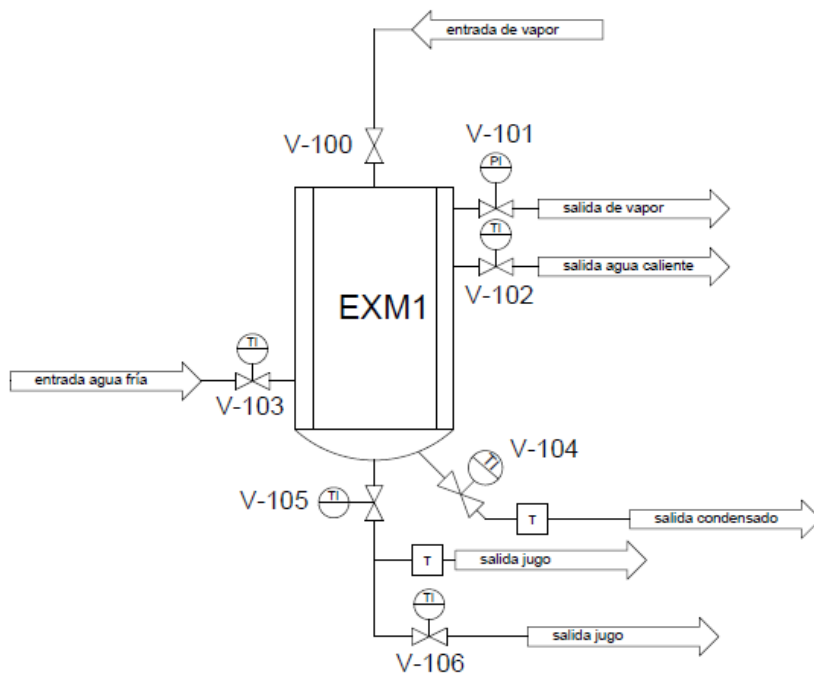 entrada de vapor
V-100
V-101
PI
salida de vapor
TI
salida agua caliente
V-102
EXM1
TI
entrada agua fría
V-103
V-104
TI
V-105
TI
T
salida condensado
T
salida jugo
TI
salida jugo
V-106